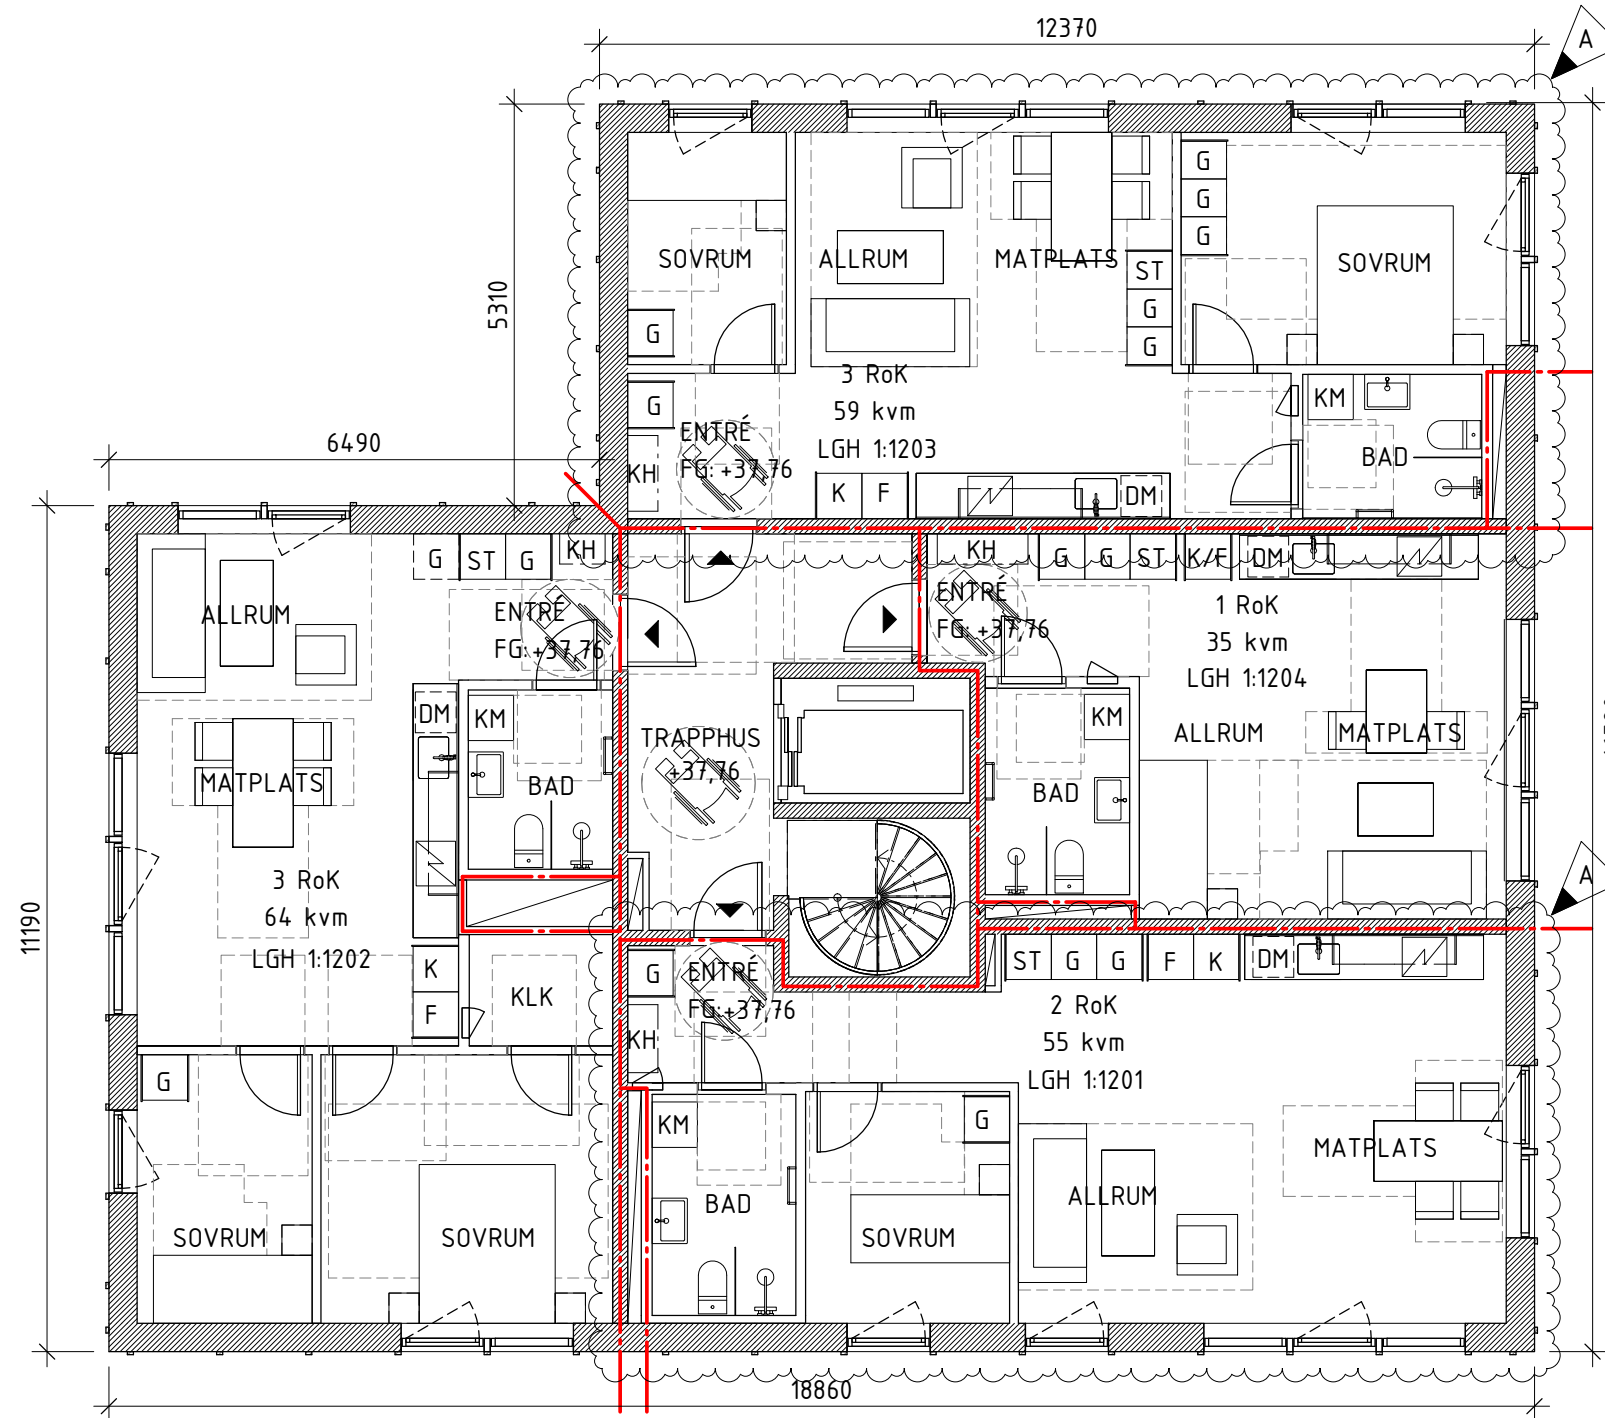 12370
A
5310
SOVRUM
ALLRUM
MATPLATS
SOVRUM
G
G
G
ST
G
G
G
G
KH
ENTRÉ
FG: +37,76
3 RoK
59 kvm
LGH 1:1203
K
F
DM
KM
BAD
6490
11190
G
ST
G
KH
ENTRÉ
FG:+37,76
ALLRUM
MATPLATS
DM
KM
BAD
3 RoK
64 kvm
LGH 1:1202
K
F
KLK
G
SOVRUM
SOVRUM
TRAPPHUS
+37,76
KH
G
G
ST
K/F
DM
ENTRÉ
FG: +37,76
1 RoK
35 kvm
LGH 1:1204
KM
BAD
ALLRUM
MATPLATS
A
G
ENTRÉ
FG:+37,76
KH
ST
G
G
F
K
DM
2 RoK
55 kvm
LGH 1:1201
KM
BAD
G
SOVRUM
ALLRUM
MATPLATS
18860